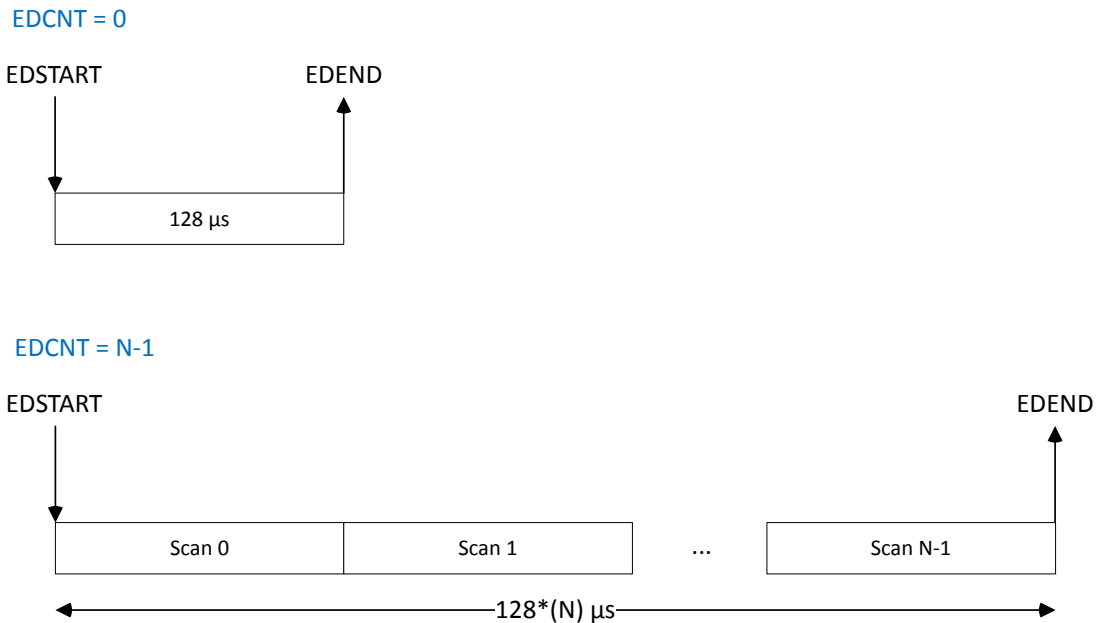 EDCNT = 0
EDSTART EDEND
128 µs
EDCNT = N-1
EDSTART EDEND
Scan 0 Scan 1 ... Scan N-1
128*(N) µs